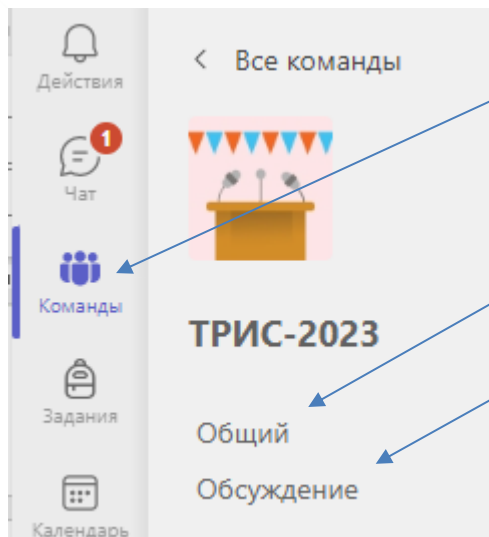 Действия
1
Чат
Команды
Задания
Календарь
Все команды
ТРИС-2023
Общий
Обсуждение